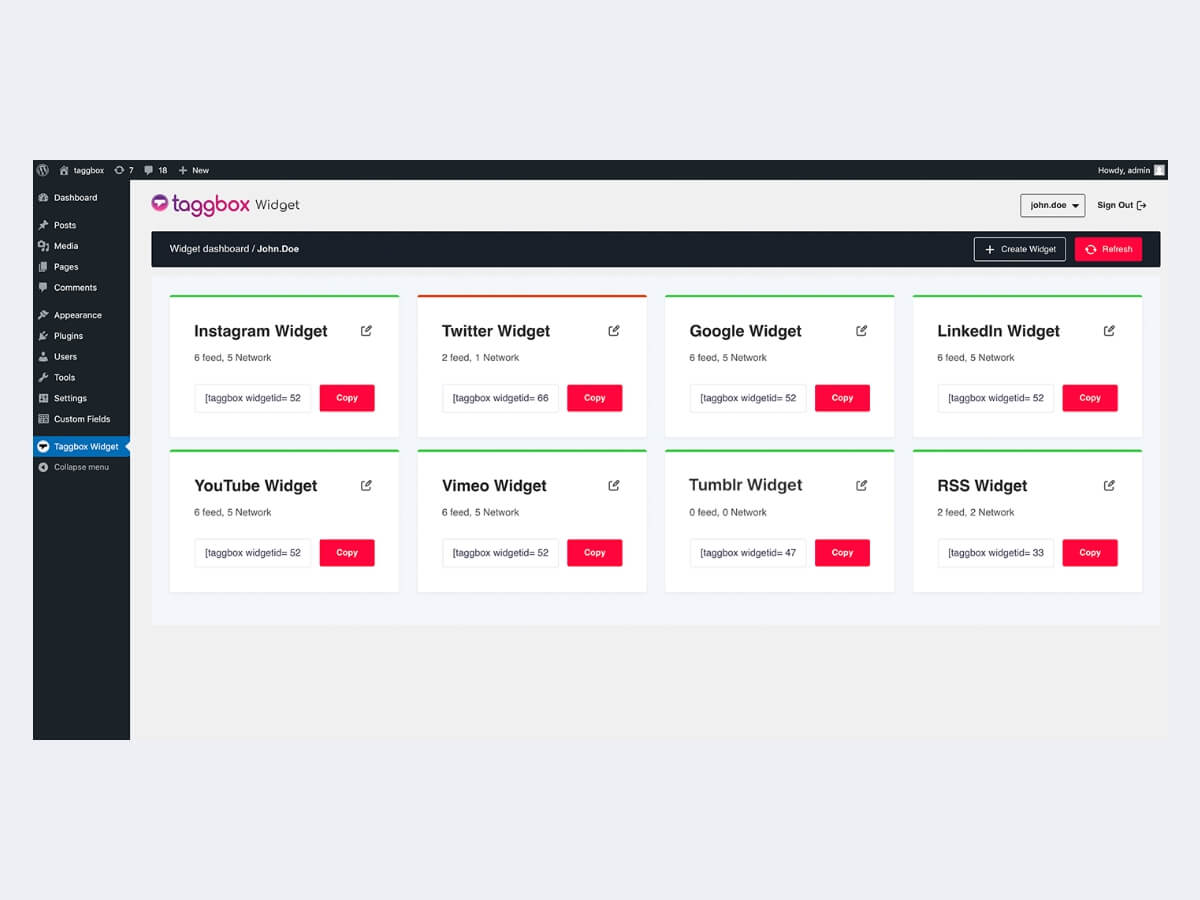 taggbox 7 18 New Howdy, admin
Dashboard
Posts
Media
Pages
Comments
Appearance
Plugins
Users
Tools
Settings
Custom Fields
Taggbox Widget
Collapse menu
taggbox Widget john.doe Sign Out
Widget dashboard / John.Doe Create Widget Refresh
Instagram Widget
6 feed, 5 Network
[taggbox widgetid= 52 Copy
Twitter Widget
2 feed, 1 Network
[taggbox widgetid= 66 Copy
Google Widget
6 feed, 5 Network
[taggbox widgetid= 52 Copy
LinkedIn Widget
6 feed, 5 Network
[taggbox widgetid= 52 Copy
YouTube Widget
6 feed, 5 Network
[taggbox widgetid= 52 Copy
Vimeo Widget
6 feed, 5 Network
[taggbox widgetid= 52 Copy
Tumblr Widget
0 feed, 0 Network
[taggbox widgetid= 47 Copy
RSS Widget
2 feed, 2 Network
[taggbox widgetid= 33 Copy